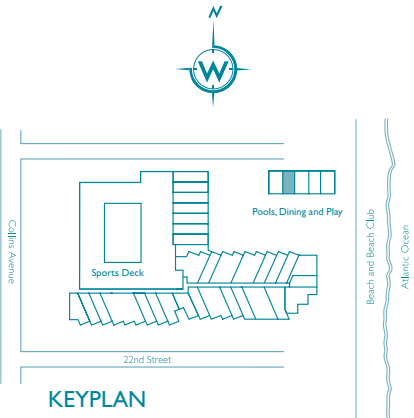 N
W
Pools, Dining and Play
Sports Deck
Collins Avenue
Beach and Beach Club
Atlantic Ocean
22nd Street
KEYPLAN